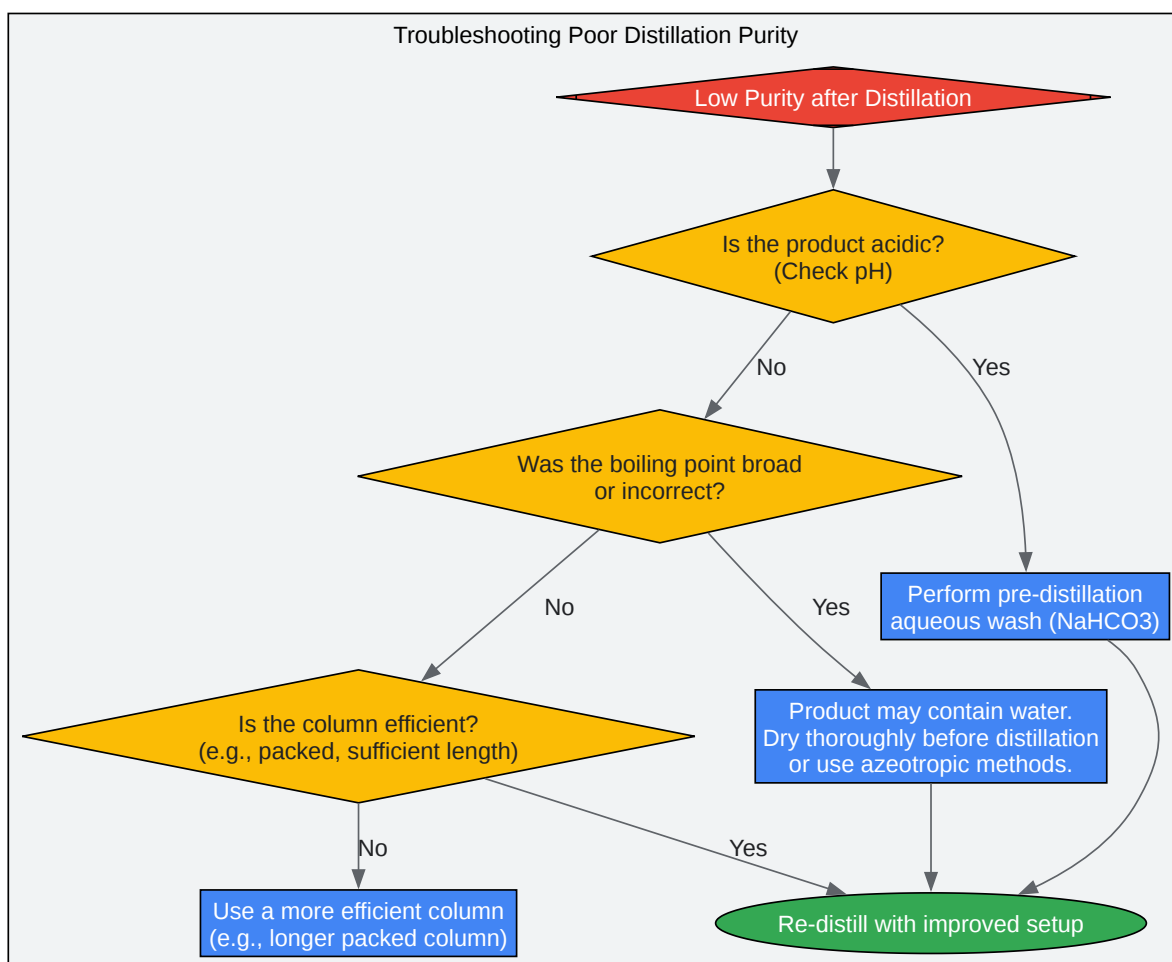 Troubleshooting Poor Distillation Purity
Low Purity after Distillation
Is the product acidic?
(Check pH)
No
Yes
Was the boiling point broad
or incorrect?
No
Yes
Perform pre-distillation
aqueous wash (NaHCO3)
Is the column efficient?
(e.g., packed, sufficient length)
Product may contain water.
Dry thoroughly before distillation
or use azeotropic methods.
No
Yes
Use a more efficient column
(e.g., longer packed column)
Re-distill with improved setup